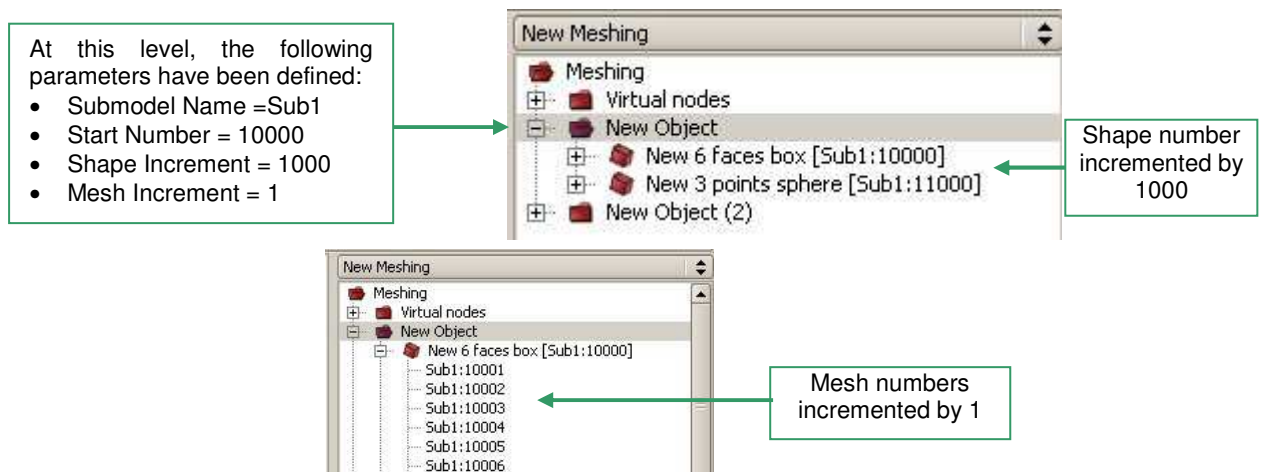 At this level, the following
parameters have been defined:
• Submodel Name =Sub1
• Start Number = 10000
• Shape Increment = 1000
• Mesh Increment = 1
New Meshing
Meshing
Virtual nodes
New Object
New 6 faces box [Sub1:10000]
New 3 points sphere [Sub1:11000]
New Object (2)
Shape number
incremented by
1000
New Meshing
Meshing
Virtual nodes
New Object
New 6 faces box [Sub1:10000]
Sub1:10001
Sub1:10002
Sub1:10003
Sub1:10004
Sub1:10005
Sub1:10006
Mesh numbers
incremented by 1